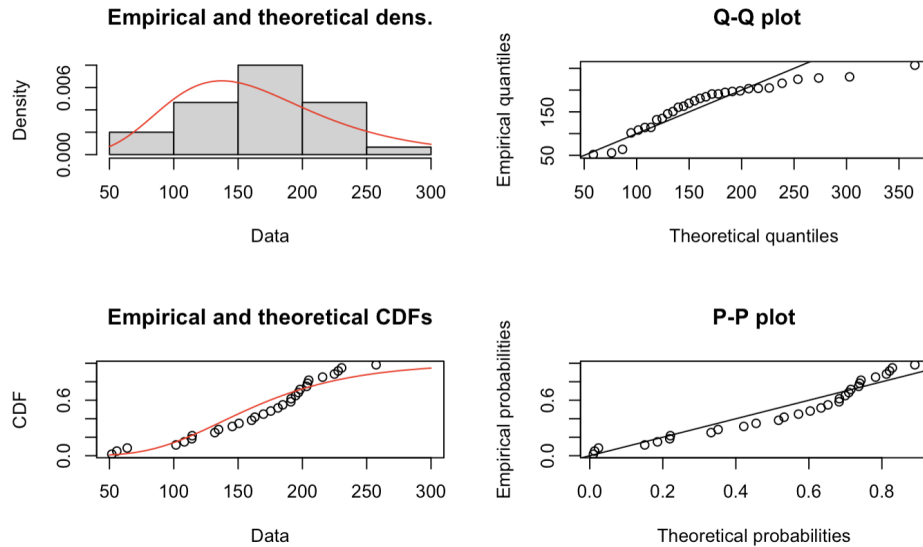 Empirical and theoretical dens.
Density
0.000 0.006
50 100 150 200 250 300
Data
Q-Q plot
Empirical quantiles
50 150
50 100 150 200 250 300 350
Theoretical quantiles
Empirical and theoretical CDFs
CDF
0.0 0.6
50 100 150 200 250 300
Data
P-P plot
Empirical probabilities
0.0 0.6
0.0 0.2 0.4 0.6 0.8
Theoretical probabilities